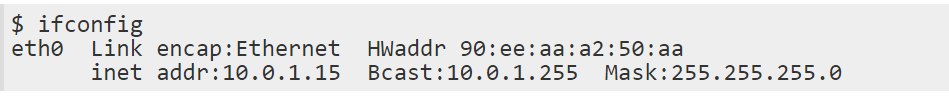 $ ifconfig
eth0  Link encap:Ethernet  HWaddr 90:ee:aa:a2:50:aa
      inet addr:10.0.1.15  Bcast:10.0.1.255  Mask:255.255.255.0